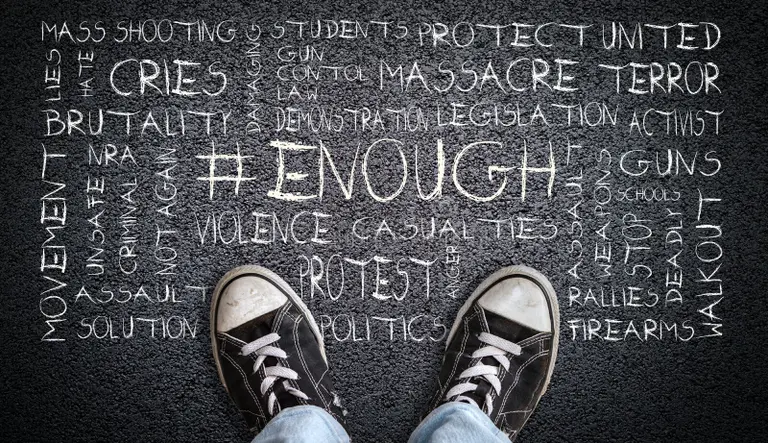 MASS SHOOTING
STUDENTS
PROTECT
UNITED
LIES
HATE
CRIES
DAMAGING
GUN
CONTOL
LAW
MASSACRE
TERROR
BRUTALITY
DEMONSTRATION
LEGISLATION
ACTIVIST
MOVEMENT
NRA
UNSAFE
CRIMINAL
NOT AGAIN
#ENOUGH
ASSAULT
WEAPONS
GUNS
SCHOOLS
STOP
DEADLY
WALKOUT
VIOLENCE
CASUALTIES
PROTEST
ANGER
ASSAULT
RALLIES
SOLUTION
POLITICS
FIREARMS